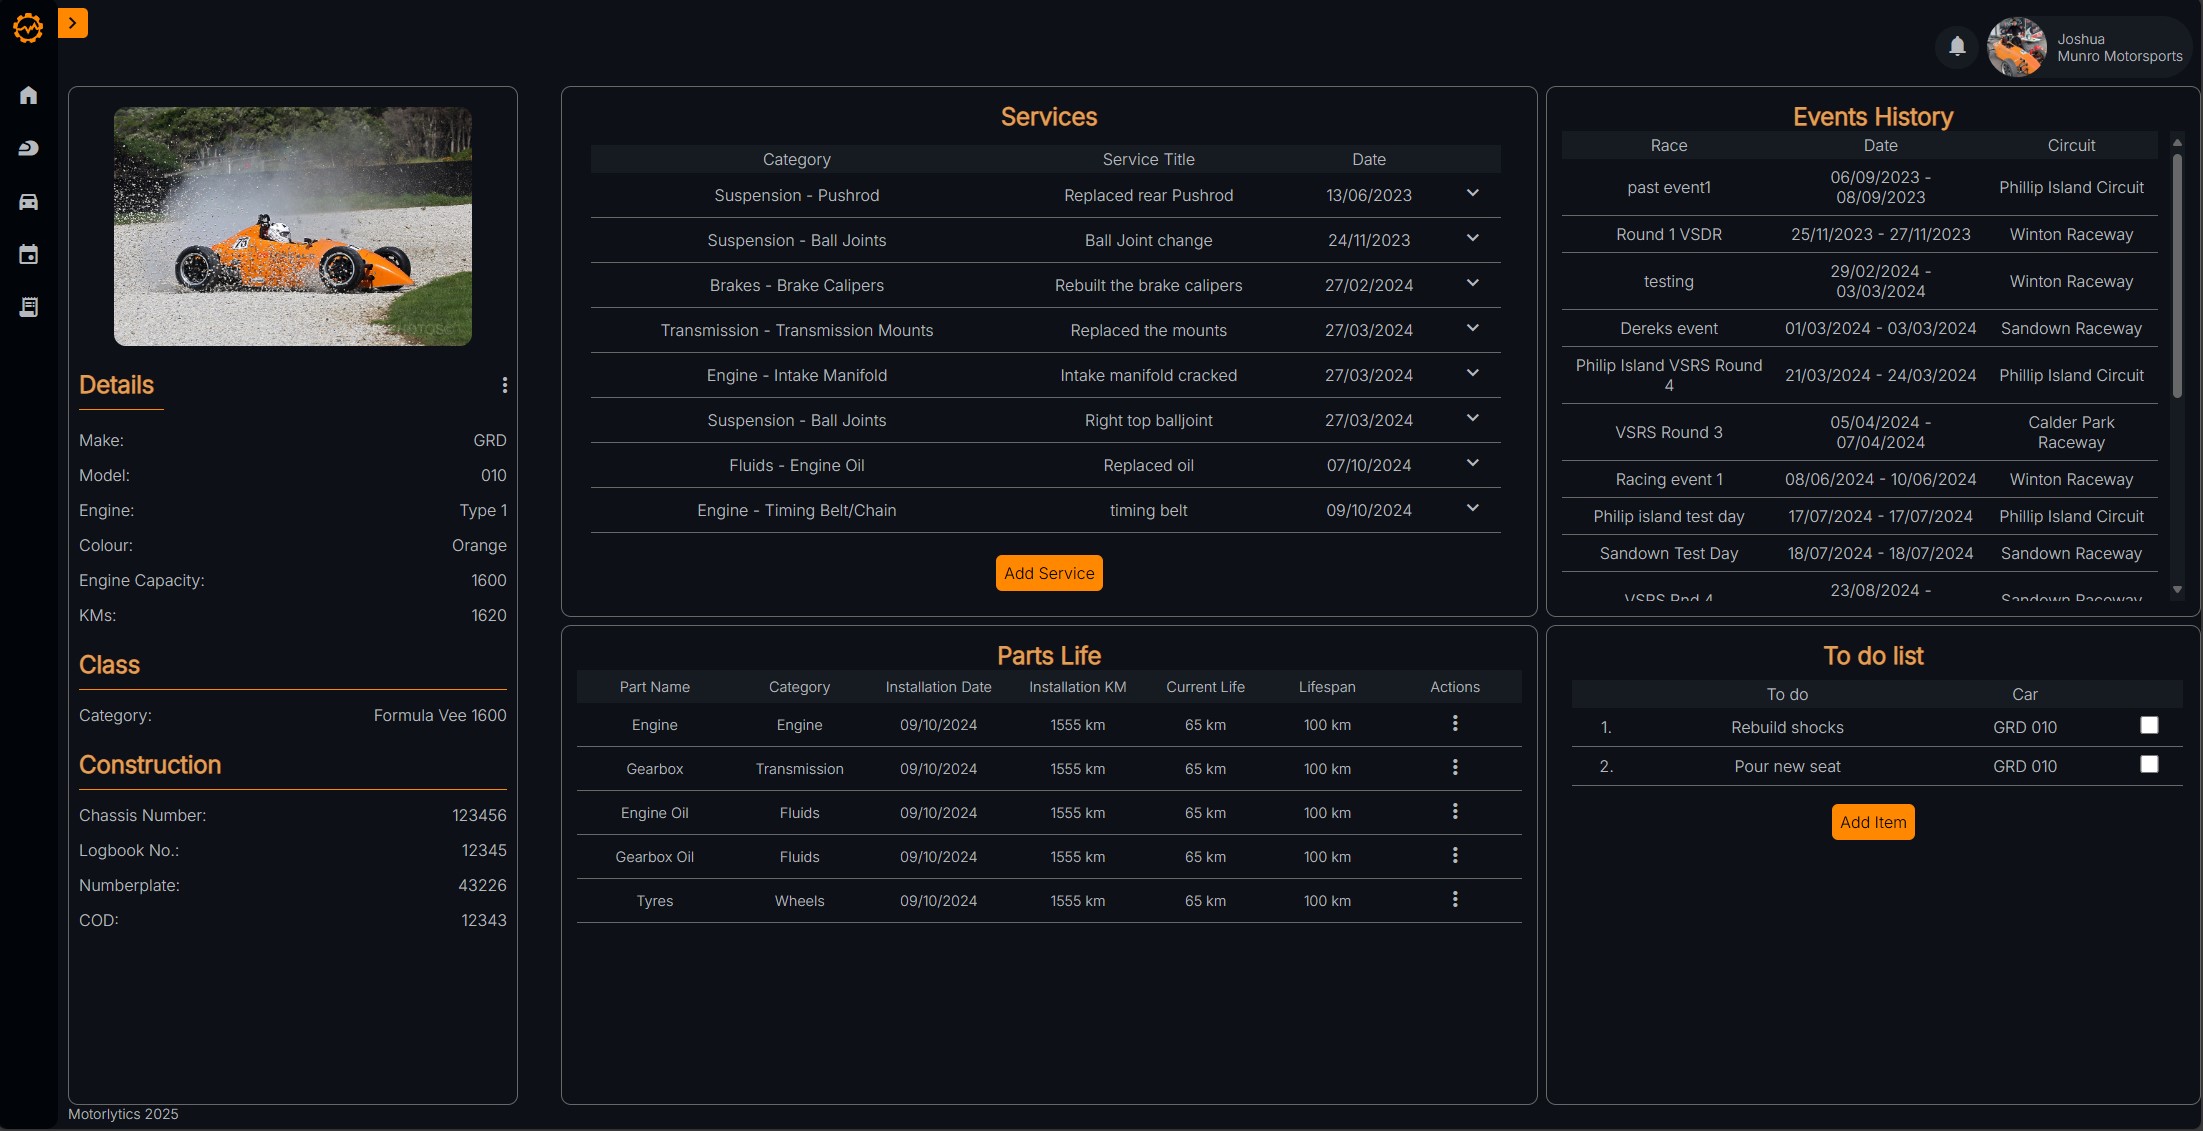 Joshua
Munro Motorsports
Details
Make: GRD
Model: 010
Engine: Type 1
Colour: Orange
Engine Capacity: 1600
KMs: 1620
Class
Category: Formula Vee 1600
Construction
Chassis Number: 123456
Logbook No.: 12345
Numberplate: 43226
COD: 12343
Services
Category Service Title Date
Suspension - Pushrod Replaced rear Pushrod 13/06/2023
Suspension - Ball Joints Ball Joint change 24/11/2023
Brakes - Brake Calipers Rebuilt the brake calipers 27/02/2024
Transmission - Transmission Mounts Replaced the mounts 27/03/2024
Engine - Intake Manifold Intake manifold cracked 27/03/2024
Suspension - Ball Joints Right top balljoint 27/03/2024
Fluids - Engine Oil Replaced oil 07/10/2024
Engine - Timing Belt/Chain timing belt 09/10/2024
Add Service
Events History
Race Date Circuit
past event1 06/09/2023 - 08/09/2023 Phillip Island Circuit
Round 1 VSDR 25/11/2023 - 27/11/2023 Winton Raceway
testing 29/02/2024 - 03/03/2024 Winton Raceway
Dereks event 01/03/2024 - 03/03/2024 Sandown Raceway
Philip Island VSRS Round 4 21/03/2024 - 24/03/2024 Phillip Island Circuit
VSRS Round 3 05/04/2024 - 07/04/2024 Calder Park Raceway
Racing event 1 08/06/2024 - 10/06/2024 Winton Raceway
Philip island test day 17/07/2024 - 17/07/2024 Phillip Island Circuit
Sandown Test Day 18/07/2024 - 18/07/2024 Sandown Raceway
VSRS Rnd 4 23/08/2024 - Sandown Raceway
Parts Life
Part Name Category Installation Date Installation KM Current Life Lifespan Actions
Engine Engine 09/10/2024 1555 km 65 km 100 km
Gearbox Transmission 09/10/2024 1555 km 65 km 100 km
Engine Oil Fluids 09/10/2024 1555 km 65 km 100 km
Gearbox Oil Fluids 09/10/2024 1555 km 65 km 100 km
Tyres Wheels 09/10/2024 1555 km 65 km 100 km
To do list
To do Car
1. Rebuild shocks GRD 010
2. Pour new seat GRD 010
Add Item
Motorlytics 2025